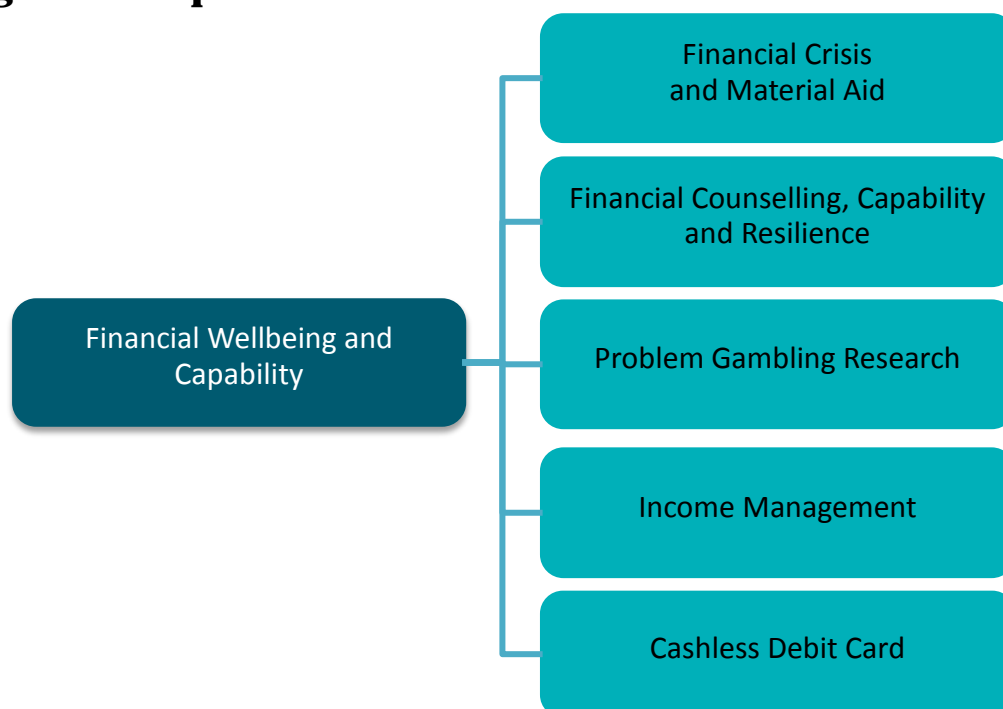 Financial Crisis
and Material Aid
Financial Counselling, Capability
and Resilience
Financial Wellbeing and
Capability
Problem Gambling Research
Income Management
Cashless Debit Card